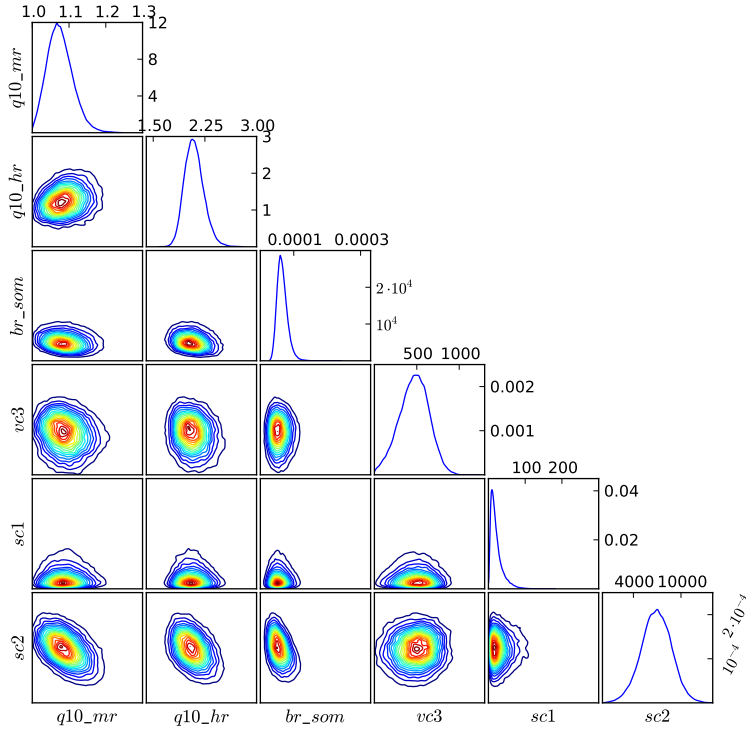 1.0 1.1 1.2 1.3
q10_mr
12
8
4
1.50 2.25 3.00
q10_hr
3
2
1
0.0001 0.0003
br_som
2·10⁴
10⁴
500 1000
vc3
0.002
0.001
100 200
sc1
0.04
0.02
4000 10000
sc2
2·10⁻⁴
10⁻⁴
q10_mr q10_hr br_som vc3 sc1 sc2